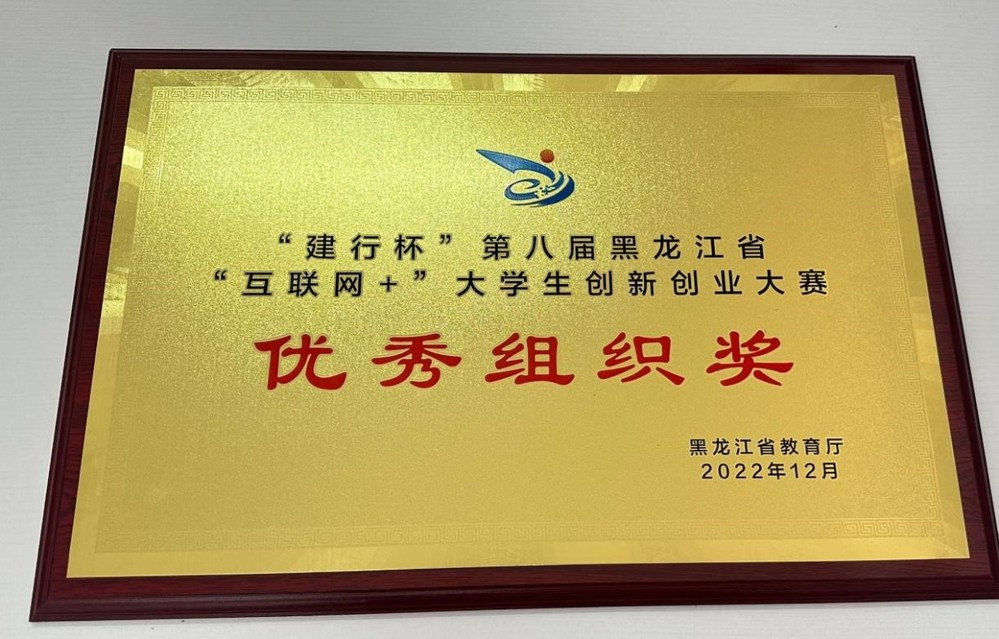 “建行杯”第八届黑龙江省
“互联网+”大学生创新创业大赛
优秀组织奖
黑龙江省教育厅
2022年12月